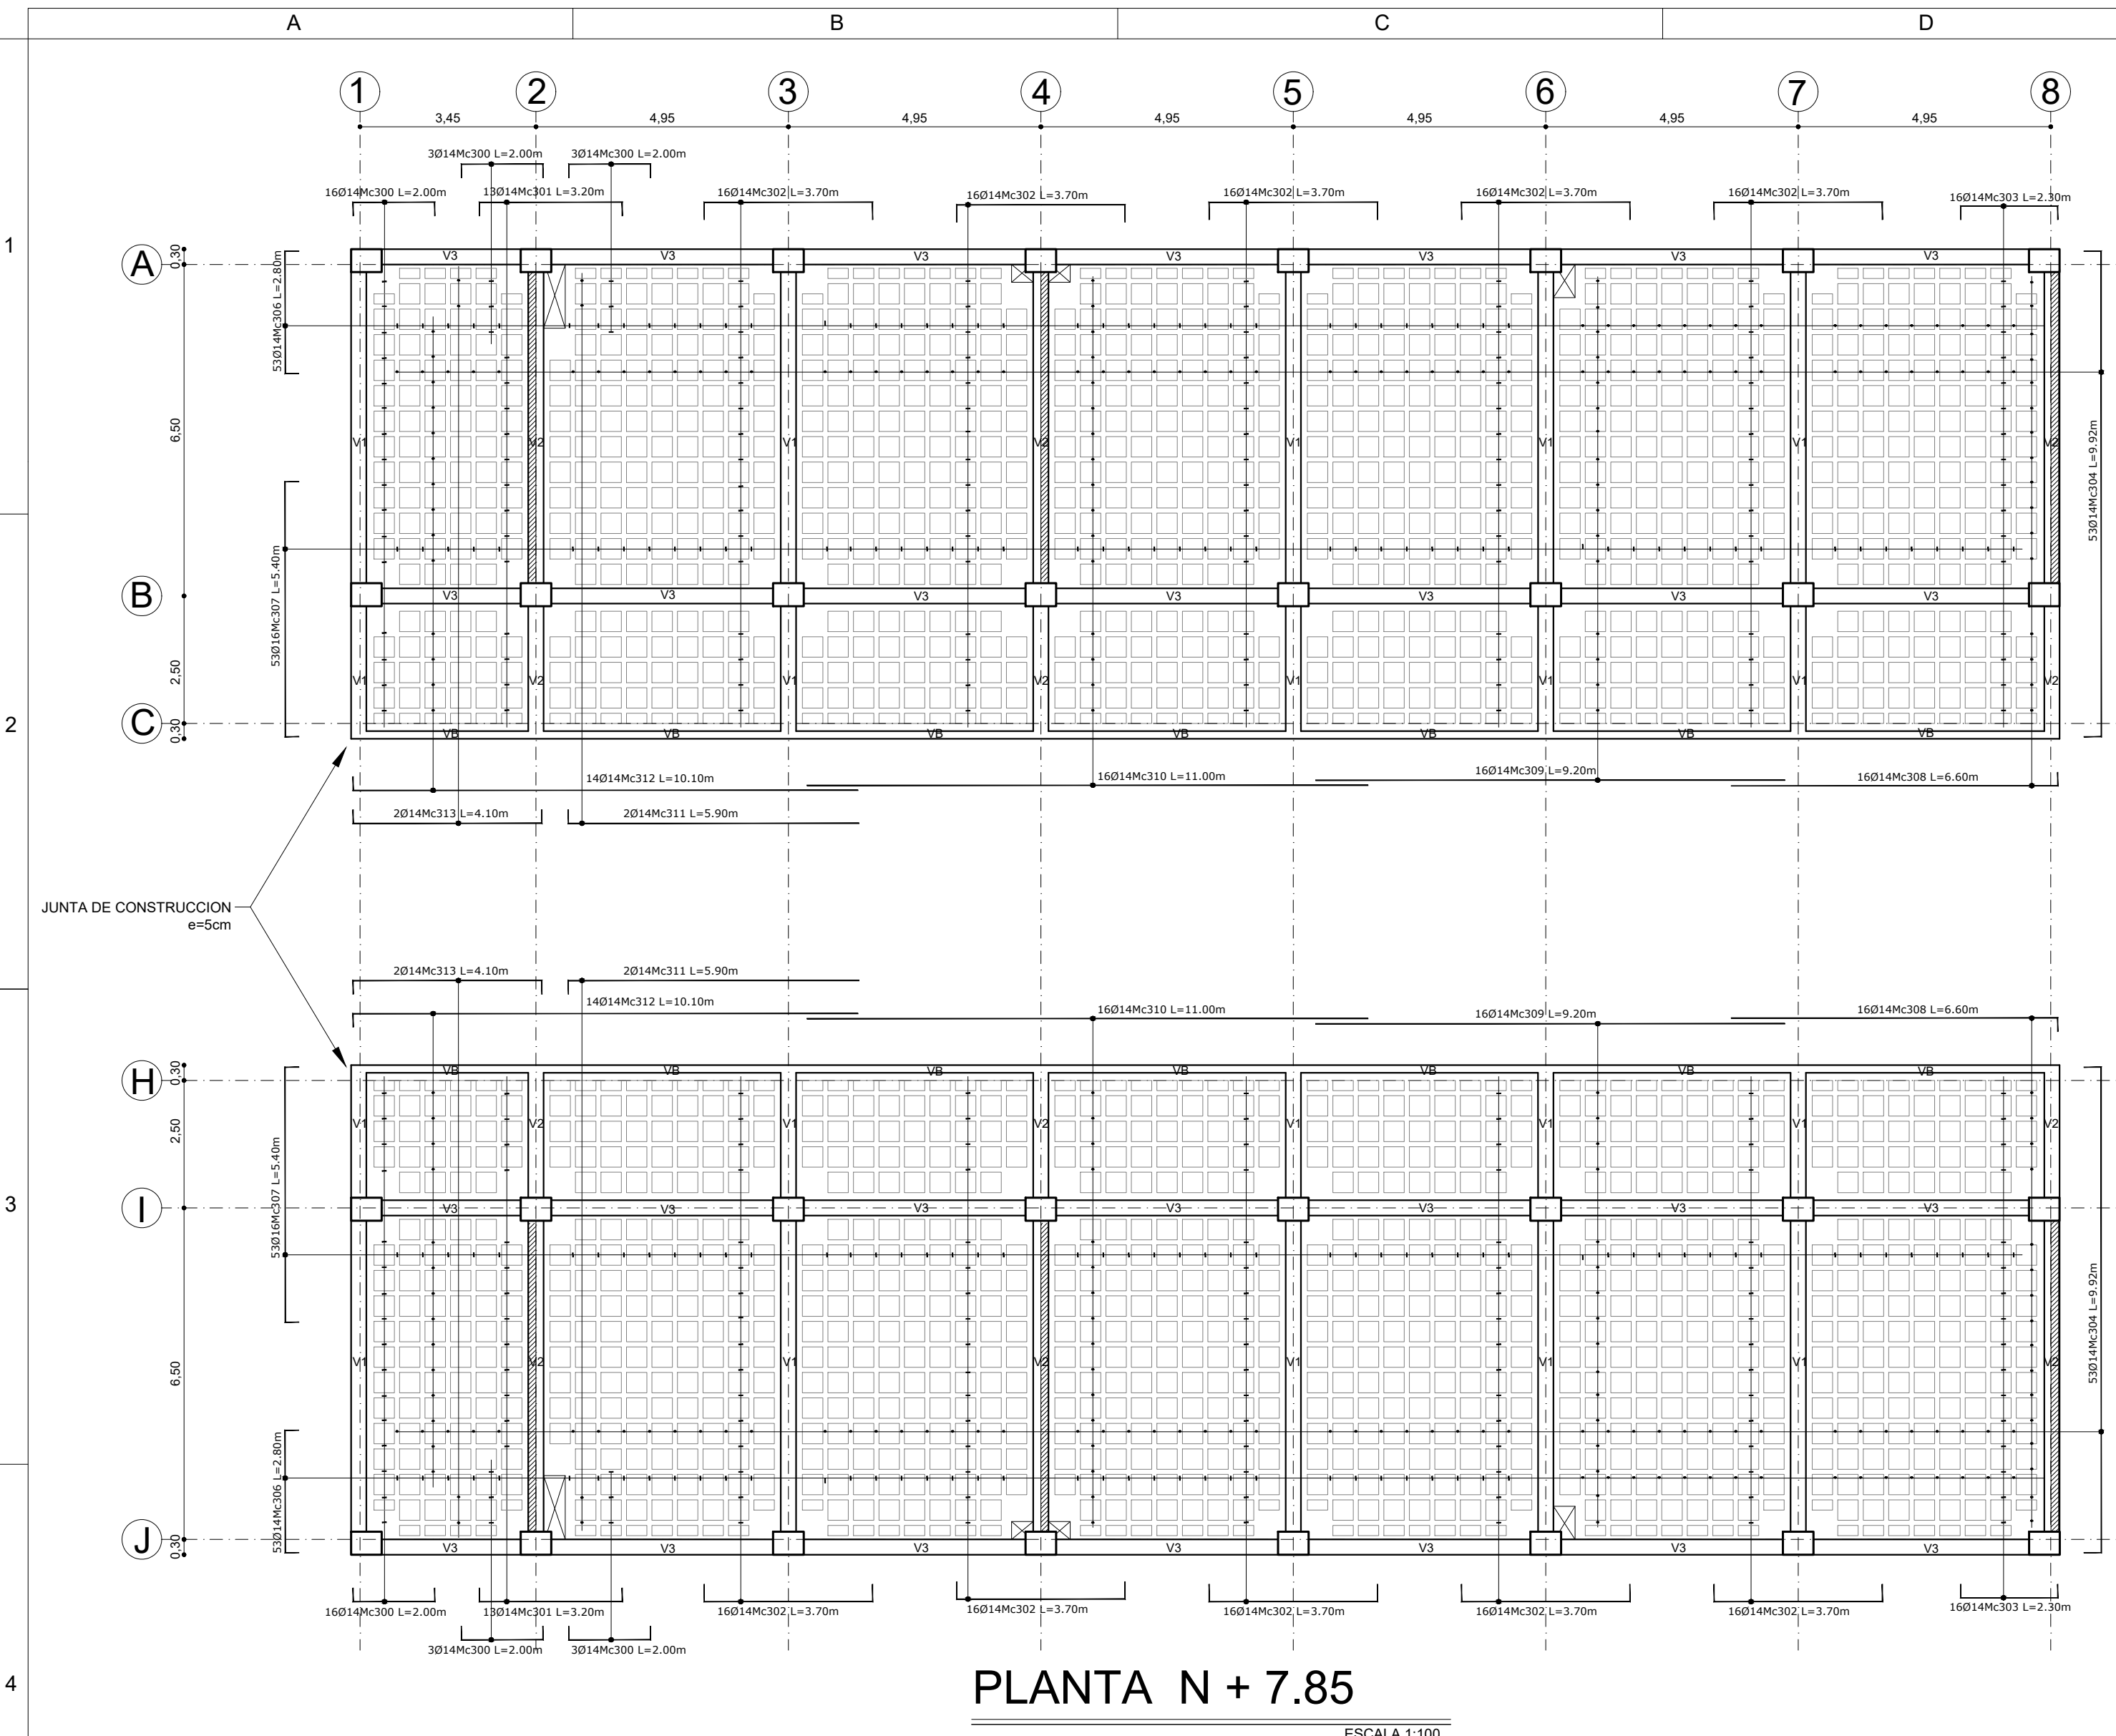 A B C D
1 2 3 4 5 6 7 8
3,45 4,95 4,95 4,95 4,95 4,95 4,95
3Ø14Mc300 L=2.00m 3Ø14Mc300 L=2.00m
16Ø14Mc300 L=2.00m 13Ø14Mc301 L=3.20m 16Ø14Mc302 L=3.70m 16Ø14Mc302 L=3.70m 16Ø14Mc302 L=3.70m 16Ø14Mc302 L=3.70m 16Ø14Mc302 L=3.70m 16Ø14Mc303 L=2.30m
1
A
0,30
V3 V3 V3 V3 V3 V3 V3
53Ø14Mc306 L=2.80m
6,50
V1 V2 V1 V2 V1 V1 V1 V2
53Ø14Mc304 L=9.92m
53Ø16Mc307 L=5.40m
B
V3 V3 V3 V3 V3 V3 V3
2,50
V1 V2 V1 V2 V1 V1 V1 V2
2
C
0,30
VB VB VB VB VB VB VB
14Ø14Mc312 L=10.10m 16Ø14Mc310 L=11.00m 16Ø14Mc309 L=9.20m 16Ø14Mc308 L=6.60m
2Ø14Mc313 L=4.10m 2Ø14Mc311 L=5.90m
JUNTA DE CONSTRUCCION
e=5cm
2Ø14Mc313 L=4.10m 2Ø14Mc311 L=5.90m
14Ø14Mc312 L=10.10m 16Ø14Mc310 L=11.00m 16Ø14Mc309 L=9.20m 16Ø14Mc308 L=6.60m
H
0,30
VB VB VB VB VB VB VB
2,50
V1 V2 V1 V2 V1 V1 V1 V2
53Ø16Mc307 L=5.40m
3
I
V3 V3 V3 V3 V3 V3 V3
6,50
V1 V2 V1 V2 V1 V1 V1 V2
53Ø14Mc304 L=9.92m
53Ø14Mc306 L=2.80m
J
0,30
V3 V3 V3 V3 V3 V3 V3
16Ø14Mc300 L=2.00m 13Ø14Mc301 L=3.20m 16Ø14Mc302 L=3.70m 16Ø14Mc302 L=3.70m 16Ø14Mc302 L=3.70m 16Ø14Mc302 L=3.70m 16Ø14Mc302 L=3.70m 16Ø14Mc303 L=2.30m
3Ø14Mc300 L=2.00m 3Ø14Mc300 L=2.00m
4
PLANTA N + 7.85
ESCALA 1:100